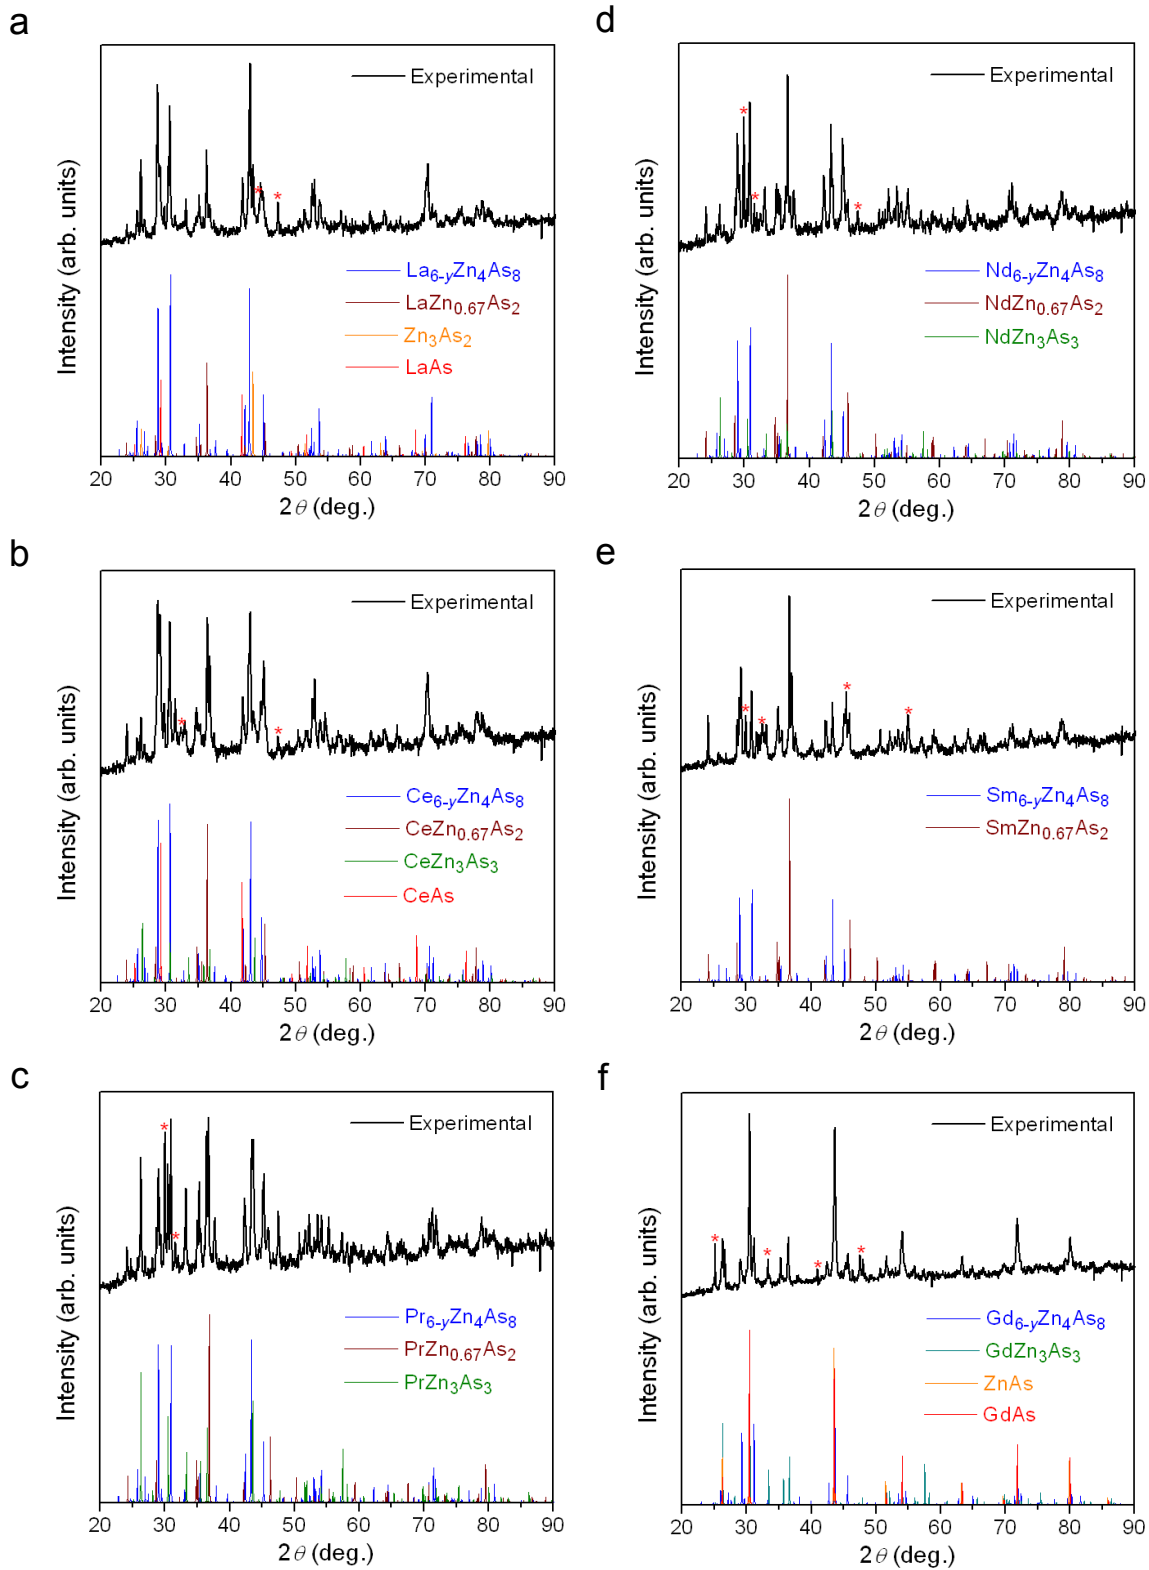 a
Experimental
La6-yZn4As8
LaZn0.67As2
Zn3As2
LaAs
Intensity (arb. units)
20 30 40 50 60 70 80 90
2θ (deg.)
b
Experimental
Ce6-yZn4As8
CeZn0.67As2
CeZn3As3
CeAs
Intensity (arb. units)
20 30 40 50 60 70 80 90
2θ (deg.)
c
Experimental
Pr6-yZn4As8
PrZn0.67As2
PrZn3As3
Intensity (arb. units)
20 30 40 50 60 70 80 90
2θ (deg.)
d
Experimental
Nd6-yZn4As8
NdZn0.67As2
NdZn3As3
Intensity (arb. units)
20 30 40 50 60 70 80 90
2θ (deg.)
e
Experimental
Sm6-yZn4As8
SmZn0.67As2
Intensity (arb. units)
20 30 40 50 60 70 80 90
2θ (deg.)
f
Experimental
Gd6-yZn4As8
GdZn3As3
ZnAs
GdAs
Intensity (arb. units)
20 30 40 50 60 70 80 90
2θ (deg.)